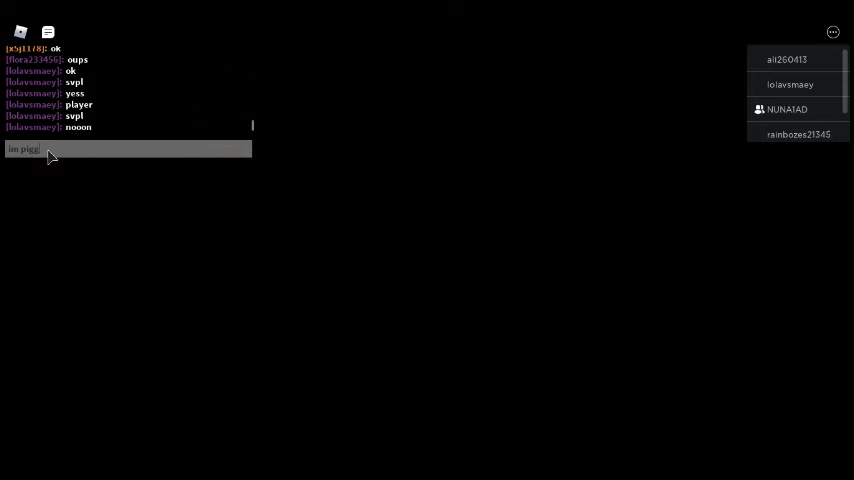 [x5j1178]: ok
[flora233456]: oups
[lolavsmaey]: ok
[lolavsmaey]: svpl
[lolavsmaey]: yess
[lolavsmaey]: player
[lolavsmaey]: svpl
[lolavsmaey]: nooon
im pigg
ali260413
lolavsmaey
NUNA1AD
rainbozes21345